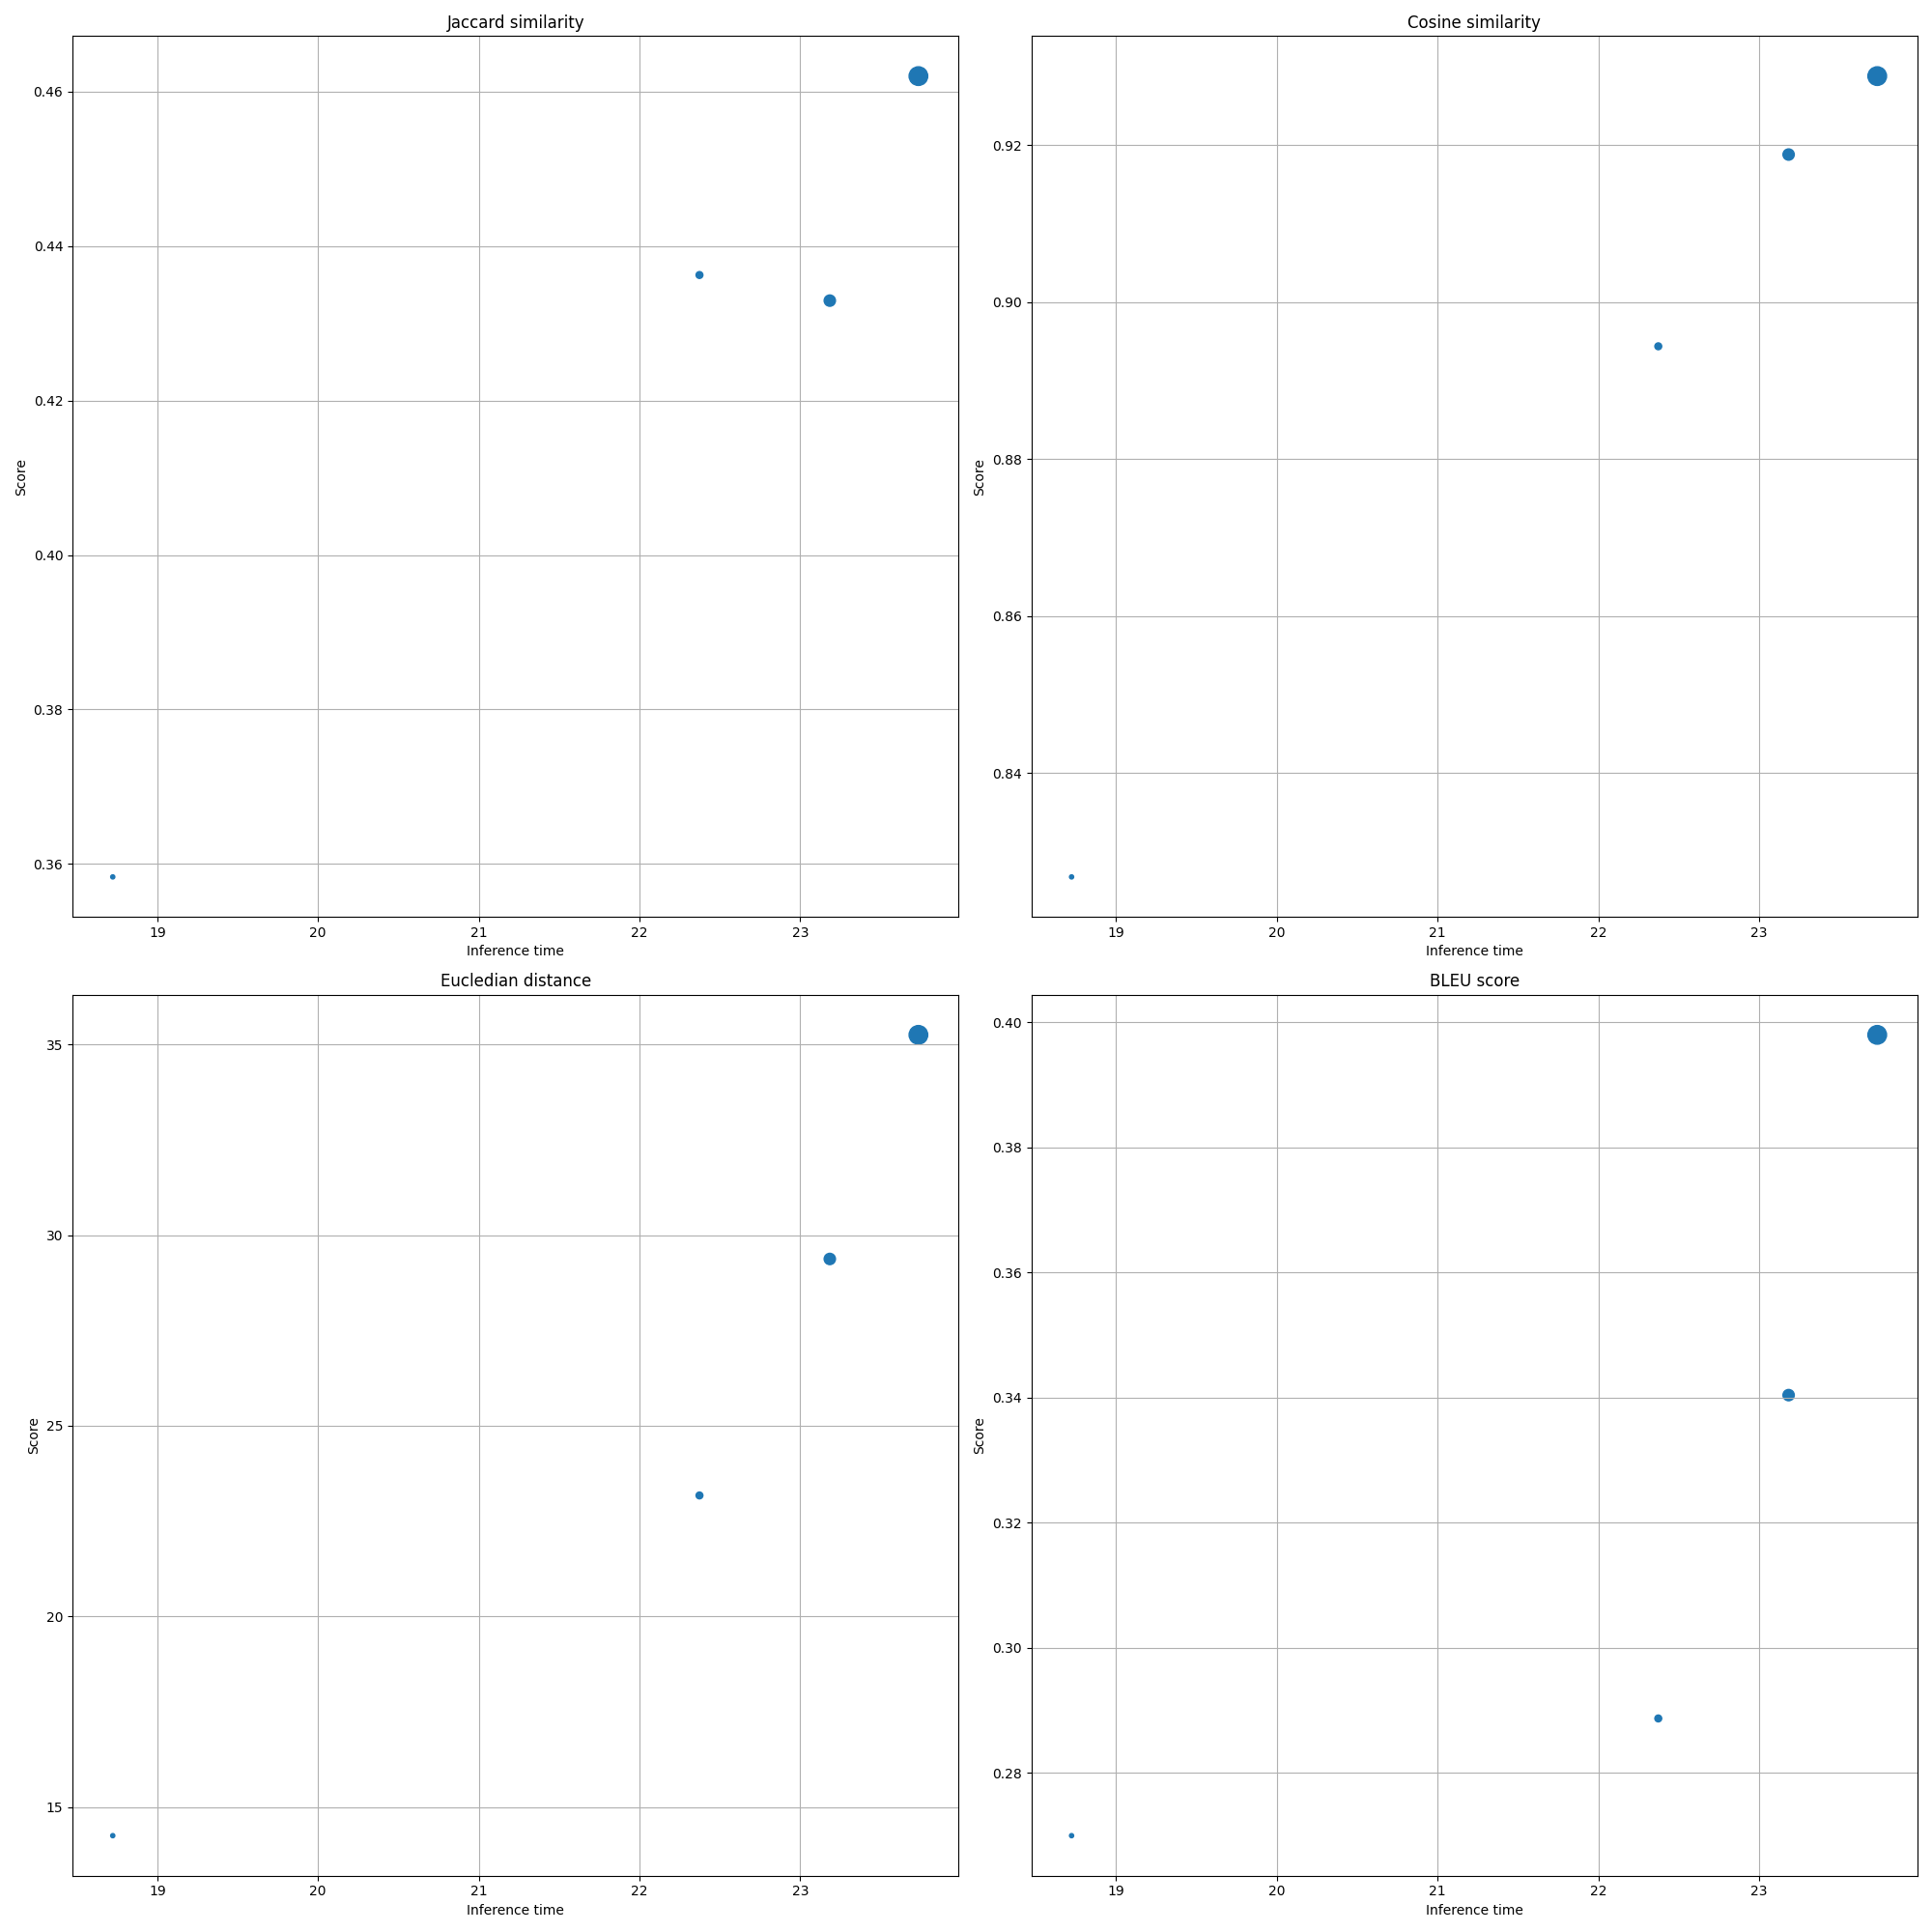 Jaccard similarity
0.46
0.44
0.42
0.40
0.38
0.36
Score
19 20 21 22 23
Inference time
Cosine similarity
0.92
0.90
0.88
0.86
0.84
Score
19 20 21 22 23
Inference time
Eucledian distance
35
30
25
20
15
Score
19 20 21 22 23
Inference time
BLEU score
0.40
0.38
0.36
0.34
0.32
0.30
0.28
Score
19 20 21 22 23
Inference time